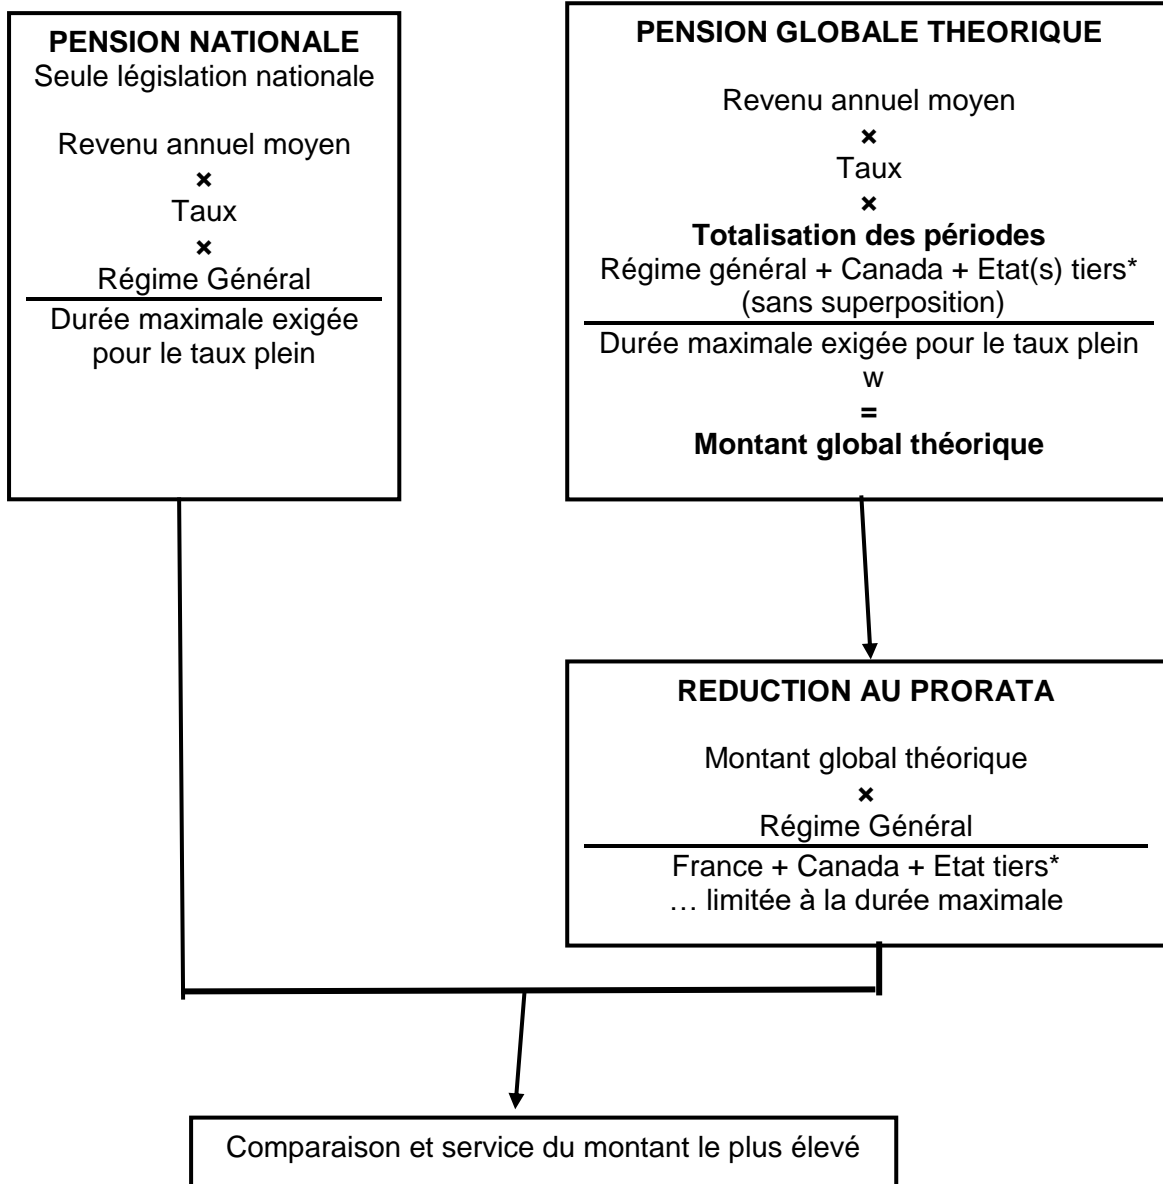 PENSION NATIONALE
Seule législation nationale
Revenu annuel moyen
×
Taux
×
Régime Général
Durée maximale exigée
pour le taux plein
PENSION GLOBALE THEORIQUE
Revenu annuel moyen
×
Taux
×
Totalisation des périodes
Régime général + Canada + Etat(s) tiers*
(sans superposition)
Durée maximale exigée pour le taux plein
w
=
Montant global théorique
REDUCTION AU PRORATA
Montant global théorique
×
Régime Général
France + Canada + Etat tiers*
… limitée à la durée maximale
Comparaison et service du montant le plus élevé